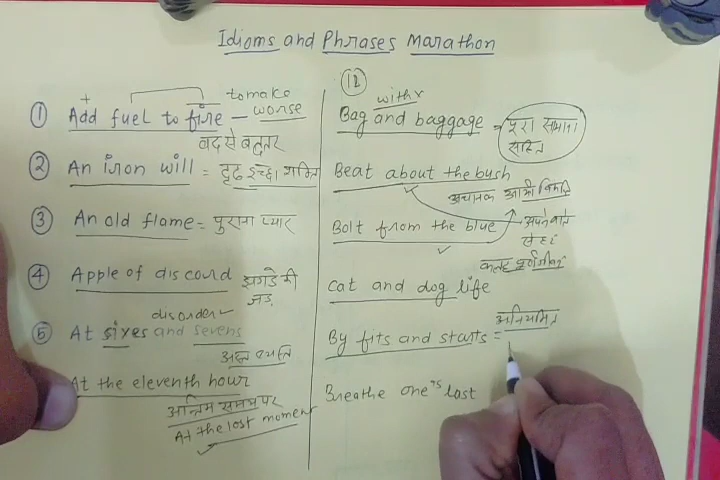 Idioms and Phrases Marathon
① Add fuel to fire — to make worse
बद से बदतर
② An iron will = दृढ इच्छा शक्ति
③ An old flame = पुराना प्यार
④ Apple of discord झगडे की जड़
disorder
⑤ At sixes and sevens
अस्त व्यस्त
At the eleventh hour
अन्तिम समय पर
At the last moment
12
with
Bag and baggage = पूरा सामान सहित
Beat about the bush
अचानक आयी विपत्ति
Bolt from the blue
Cat and dog life
By fits and starts =
अनियमित
Breathe one's last